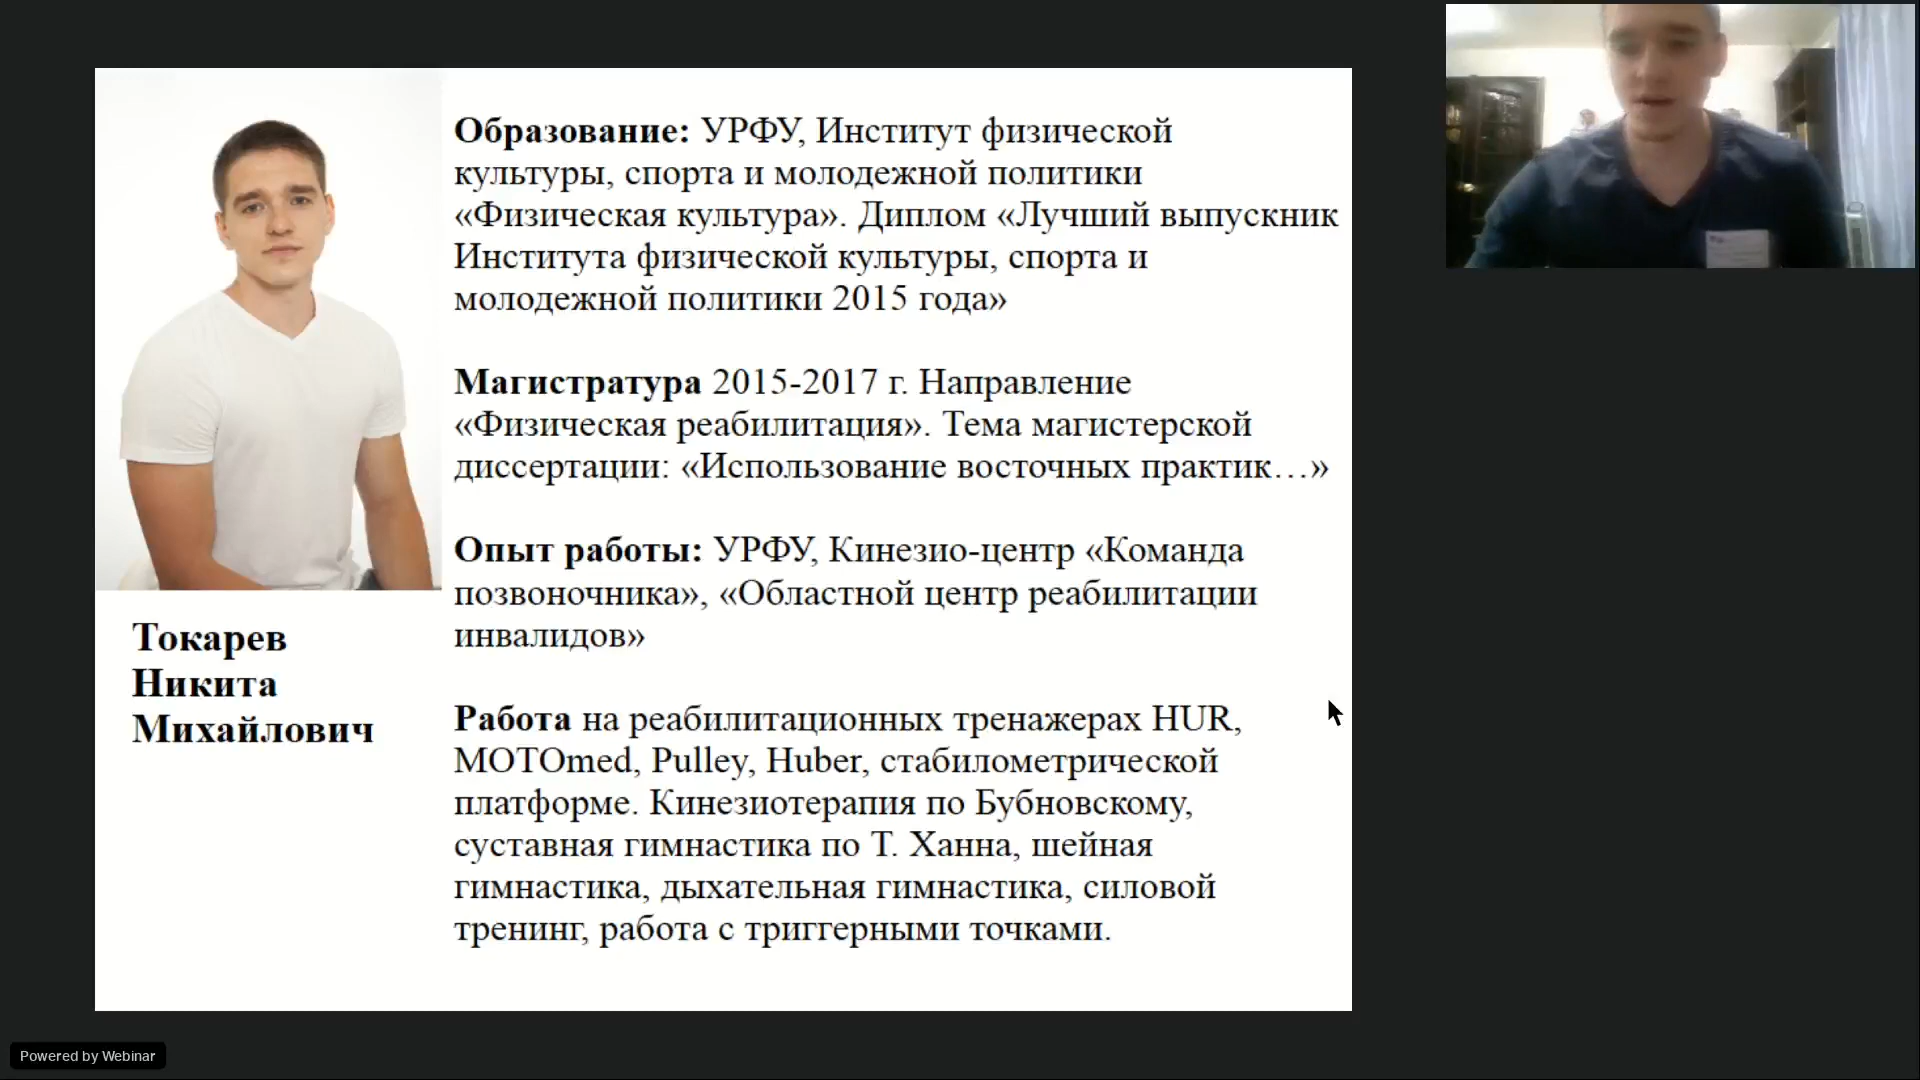 Образование: УРФУ, Институт физической
культуры, спорта и молодежной политики
«Физическая культура». Диплом «Лучший выпускник
Института физической культуры, спорта и
молодежной политики 2015 года»
Магистратура 2015-2017 г. Направление
«Физическая реабилитация». Тема магистерской
диссертации: «Использование восточных практик…»
Опыт работы: УРФУ, Кинезио-центр «Команда
позвоночника», «Областной центр реабилитации
инвалидов»
Работа на реабилитационных тренажерах HUR,
MOTOmed, Pulley, Huber, стабилометрической
платформе. Кинезиотерапия по Бубновскому,
суставная гимнастика по Т. Ханна, шейная
гимнастика, дыхательная гимнастика, силовой
тренинг, работа с триггерными точками.
Токарев
Никита
Михайлович
Powered by Webinar